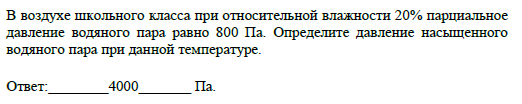 В воздухе школьного класса при относительной влажности 20% парциальное
давление водяного пара равно 800 Па. Определите давление насыщенного
водяного пара при данной температуре.
Ответ:________4000_______ Па.